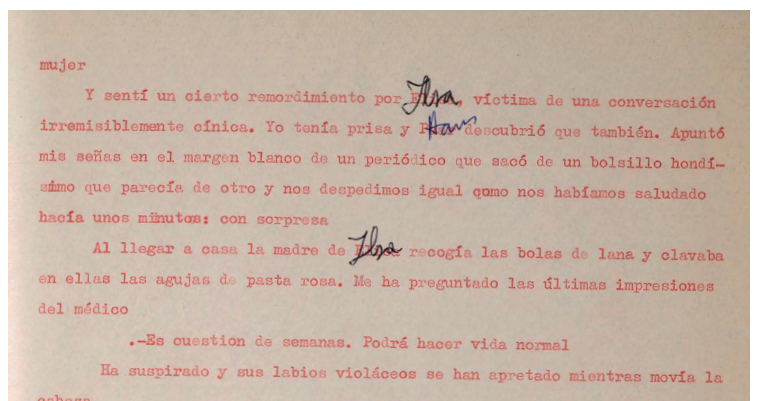 mujer
Y sentí un cierto remordimiento por Ilsa, víctima de una conversación
irremisiblemente cínica. Yo tenía prisa y Hans descubrió que también. Apuntó
mis señas en el margen blanco de un periódico que sacó de un bolsillo hondí-
simo que parecía de otro y nos despedimos igual como nos habíamos saludado
hacía unos minutos: con sorpresa
Al llegar a casa la madre de Ilsa recogía las bolas de lana y clavaba
en ellas las agujas de pasta rosa. Me ha preguntado las últimas impresiones
del médico
.-Es cuestión de semanas. Podrá hacer vida normal
Ha suspirado y sus labios violáceos se han apretado mientras movía la